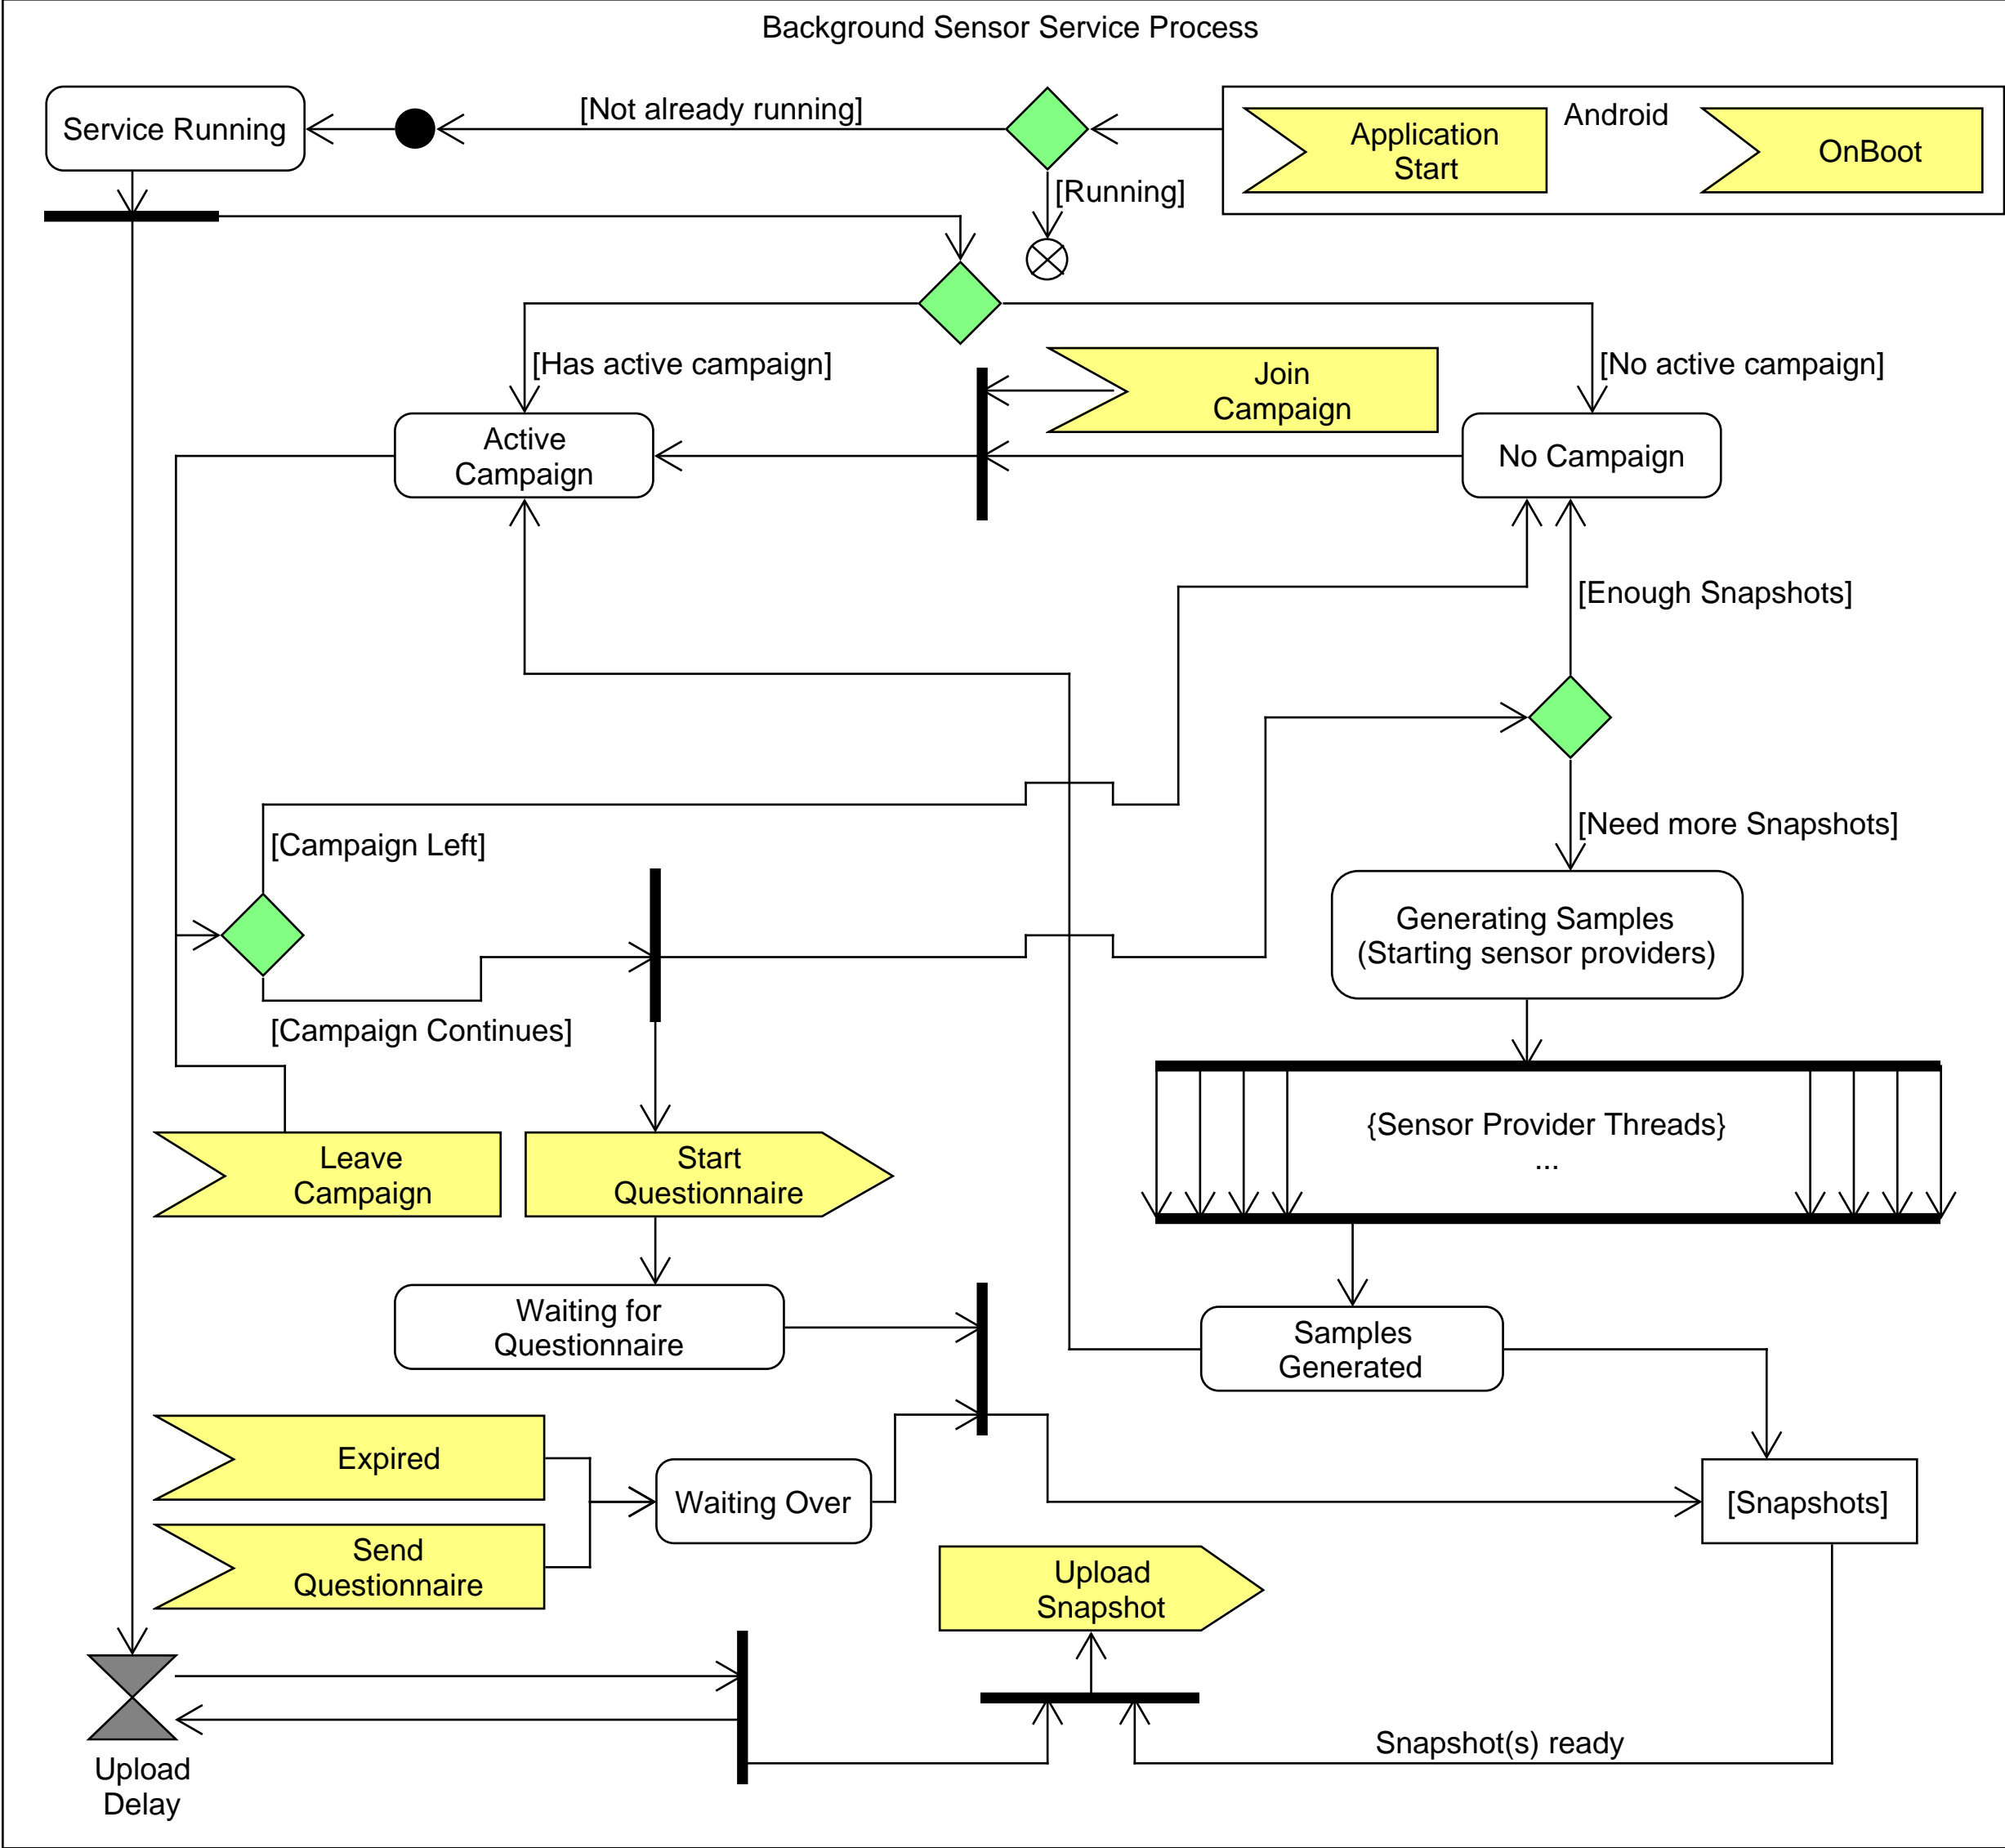 Background Sensor Service Process
Service Running
[Not already running]
Android
Application
Start
OnBoot
[Running]
[Has active campaign]
Join
Campaign
[No active campaign]
Active
Campaign
No Campaign
[Enough Snapshots]
[Campaign Left]
[Need more Snapshots]
Generating Samples
(Starting sensor providers)
[Campaign Continues]
{Sensor Provider Threads}
...
Leave
Campaign
Start
Questionnaire
Waiting for
Questionnaire
Samples
Generated
Expired
Waiting Over
[Snapshots]
Send
Questionnaire
Upload
Snapshot
Snapshot(s) ready
Upload
Delay